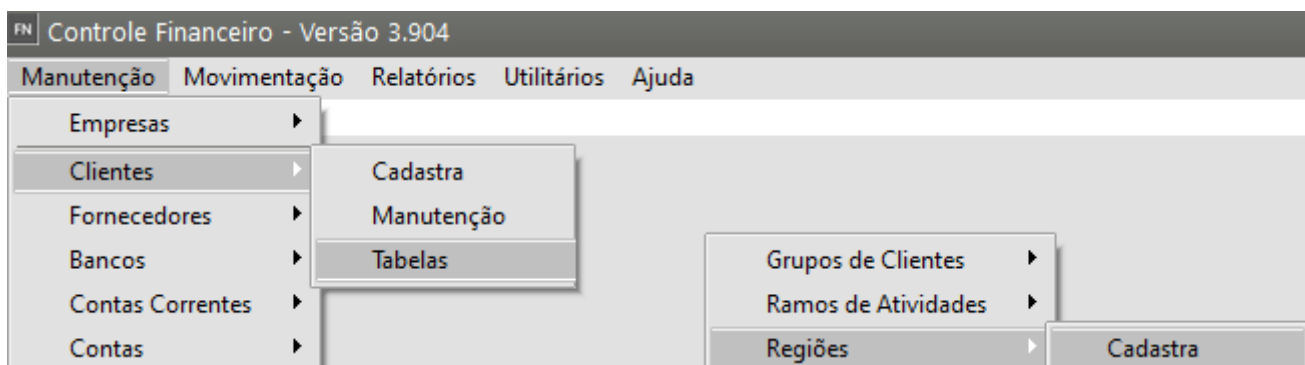 FN Controle Financeiro - Versão 3.904
Manutenção Movimentação Relatórios Utilitários Ajuda
Empresas
Clientes
Fornecedores
Bancos
Contas Correntes
Contas
Cadastra
Manutenção
Tabelas
Grupos de Clientes
Ramos de Atividades
Regiões
Cadastra